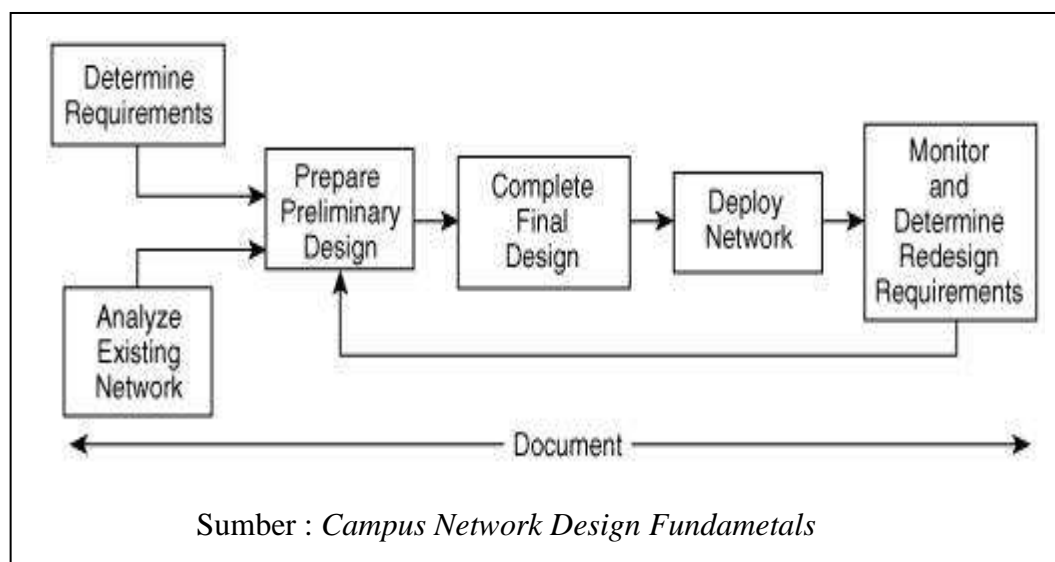 Determine
Requirements
Analyze
Existing
Network
Prepare
Preliminary
Design
Complete
Final
Design
Deploy
Network
Monitor
and
Determine
Redesign
Requirements
Document
Sumber : Campus Network Design Fundametals